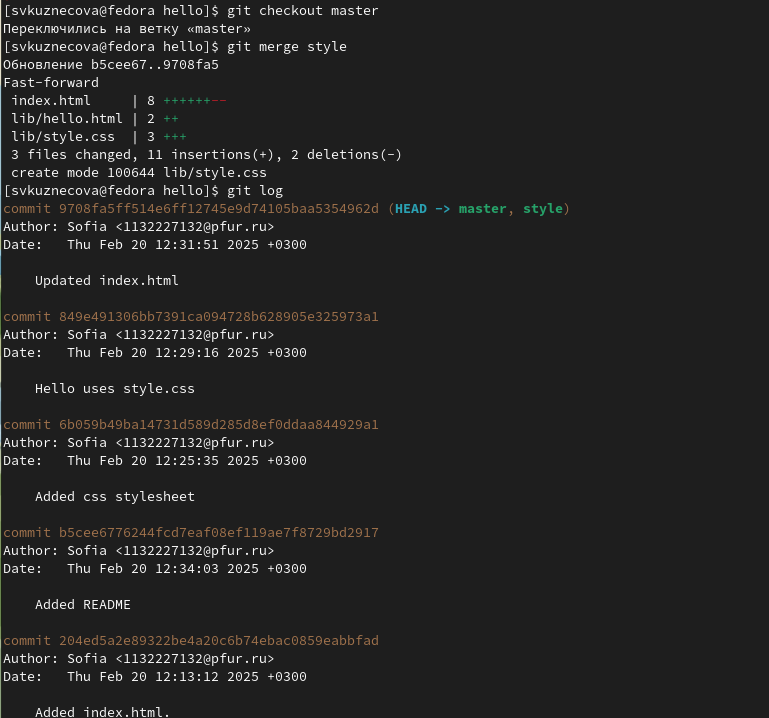 [svkuznecova@fedora hello]$ git checkout master
Переключились на ветку «master»
[svkuznecova@fedora hello]$ git merge style
Обновление b5cee67..9708fa5
Fast-forward
 index.html     | 8 ++++++--
 lib/hello.html | 2 ++
 lib/style.css  | 3 +++
 3 files changed, 11 insertions(+), 2 deletions(-)
 create mode 100644 lib/style.css
[svkuznecova@fedora hello]$ git log
commit 9708fa5ff514e6ff12745e9d74105baa5354962d (HEAD -> master, style)
Author: Sofia <1132227132@pfur.ru>
Date:   Thu Feb 20 12:31:51 2025 +0300

    Updated index.html

commit 849e491306bb7391ca094728b628905e325973a1
Author: Sofia <1132227132@pfur.ru>
Date:   Thu Feb 20 12:29:16 2025 +0300

    Hello uses style.css

commit 6b059b49ba14731d589d285d8ef0ddaa844929a1
Author: Sofia <1132227132@pfur.ru>
Date:   Thu Feb 20 12:25:35 2025 +0300

    Added css stylesheet

commit b5cee6776244fcd7eaf08ef119ae7f8729bd2917
Author: Sofia <1132227132@pfur.ru>
Date:   Thu Feb 20 12:34:03 2025 +0300

    Added README

commit 204ed5a2e89322be4a20c6b74ebac0859eabbfad
Author: Sofia <1132227132@pfur.ru>
Date:   Thu Feb 20 12:13:12 2025 +0300

    Added index.html.